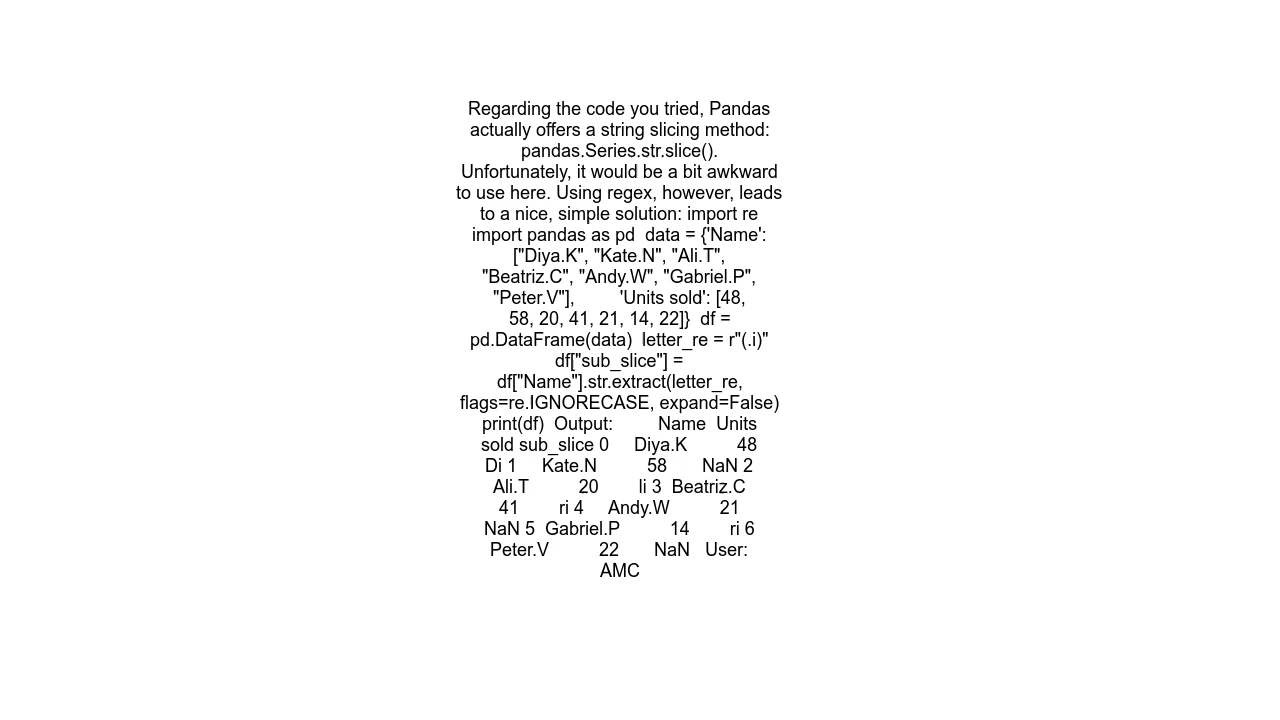 Regarding the code you tried, Pandas
actually offers a string slicing method:
pandas.Series.str.slice().
Unfortunately, it would be a bit awkward
to use here. Using regex, however, leads
to a nice, simple solution: import re
import pandas as pd  data = {'Name':
["Diya.K", "Kate.N", "Ali.T",
"Beatriz.C", "Andy.W", "Gabriel.P",
"Peter.V"],         'Units sold': [48,
58, 20, 41, 21, 14, 22]}  df =
pd.DataFrame(data)  letter_re = r"(.i)"
df["sub_slice"] =
df["Name"].str.extract(letter_re,
flags=re.IGNORECASE, expand=False)
print(df)  Output:         Name  Units
sold sub_slice 0     Diya.K          48
Di 1     Kate.N          58       NaN 2
Ali.T          20        li 3  Beatriz.C
41        ri 4     Andy.W          21
NaN 5  Gabriel.P          14        ri 6
Peter.V          22       NaN   User:
AMC